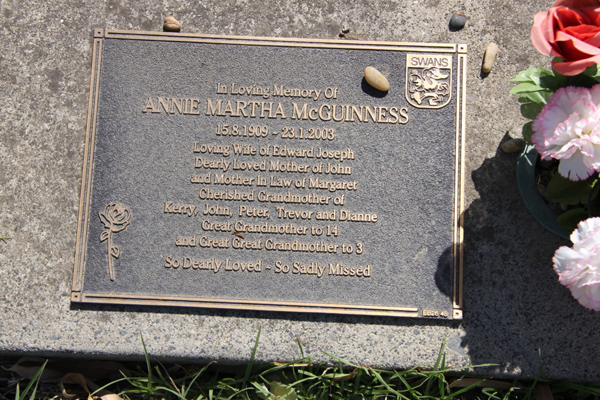 SWANS
In Loving Memory Of
ANNIE MARTHA McGUINNESS
15.8.1909 ~ 23.1.2003
Loving Wife of Edward Joseph
Dearly Loved Mother of John
and Mother In Law of Margaret
Cherished Grandmother of
Kerry, John, Peter, Trevor and Dianne
Great Grandmother to 14
and Great Great Grandmother to 3
So Dearly Loved ~ So Sadly Missed